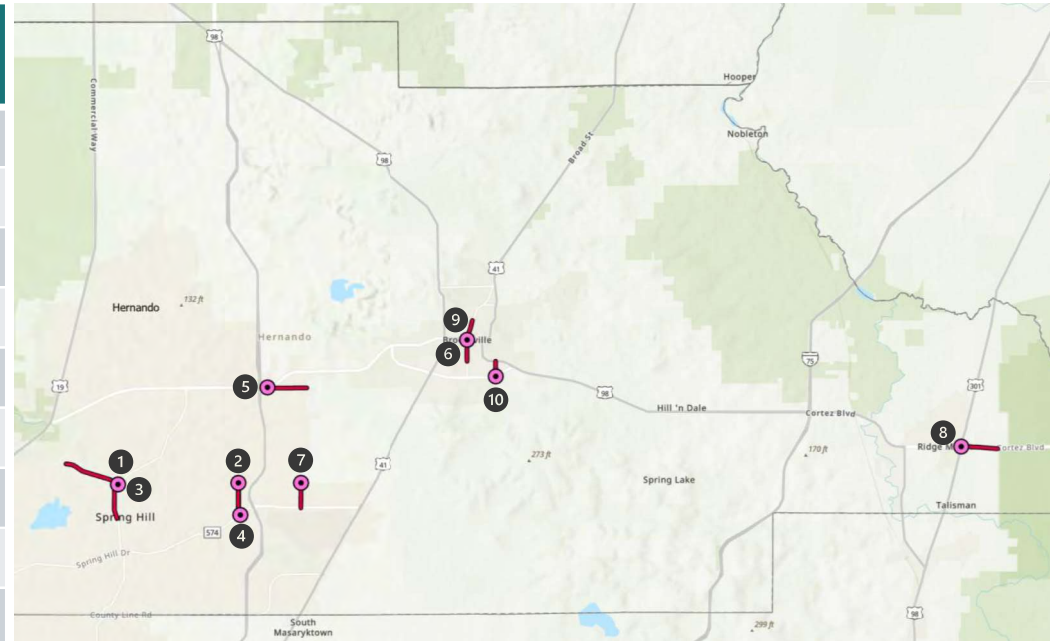 98
Hooper
Commercial Way
Nobleton
98
Broad St
41
132 ft
Hernando
Hernando
9
Brooksville
6
75
5
19
10
98
301
Hill 'n Dale
Cortez Blvd
8
Cortez Blvd
41
273 ft
170 ft
1
2
7
3
Spring Lake
Spring Hill
4
574
Talisman
Spring Hill Dr
County Line Rd
South
Masaryktown
299 ft
98